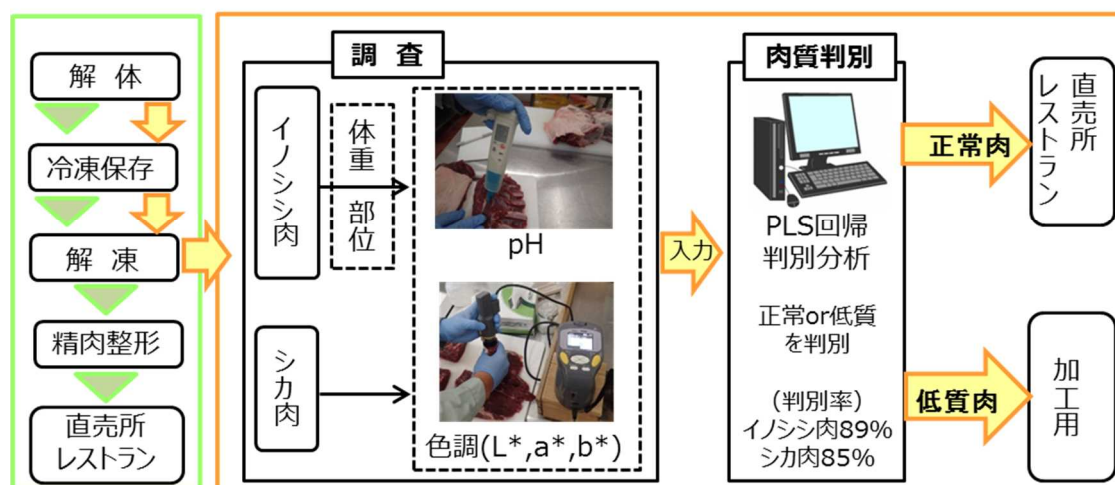 解 体
冷凍保存
解 凍
精肉整形
直売所
レストラン
調 査
イノシシ肉
体重
部位
pH
シカ肉
色調(L*,a*,b*)
入力
肉質判別
PLS回帰
判別分析
正常or低質
を判別
(判別率)
イノシシ肉89%
シカ肉85%
正常肉
直売所
レストラン
低質肉
加工用